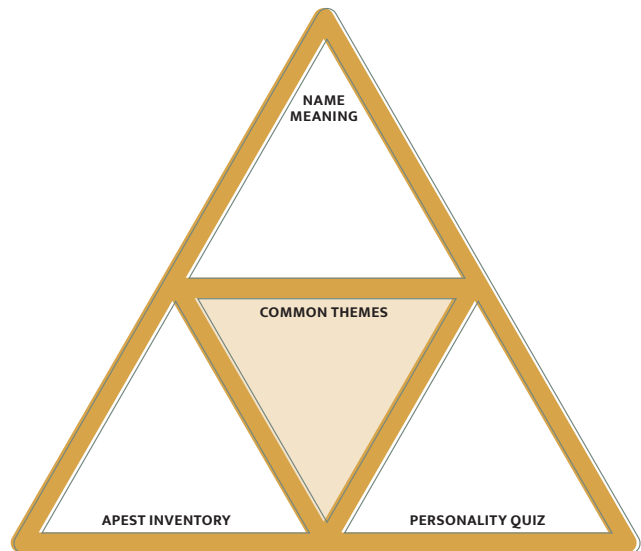 NAME
MEANING
COMMON THEMES
APEST INVENTORY
PERSONALITY QUIZ